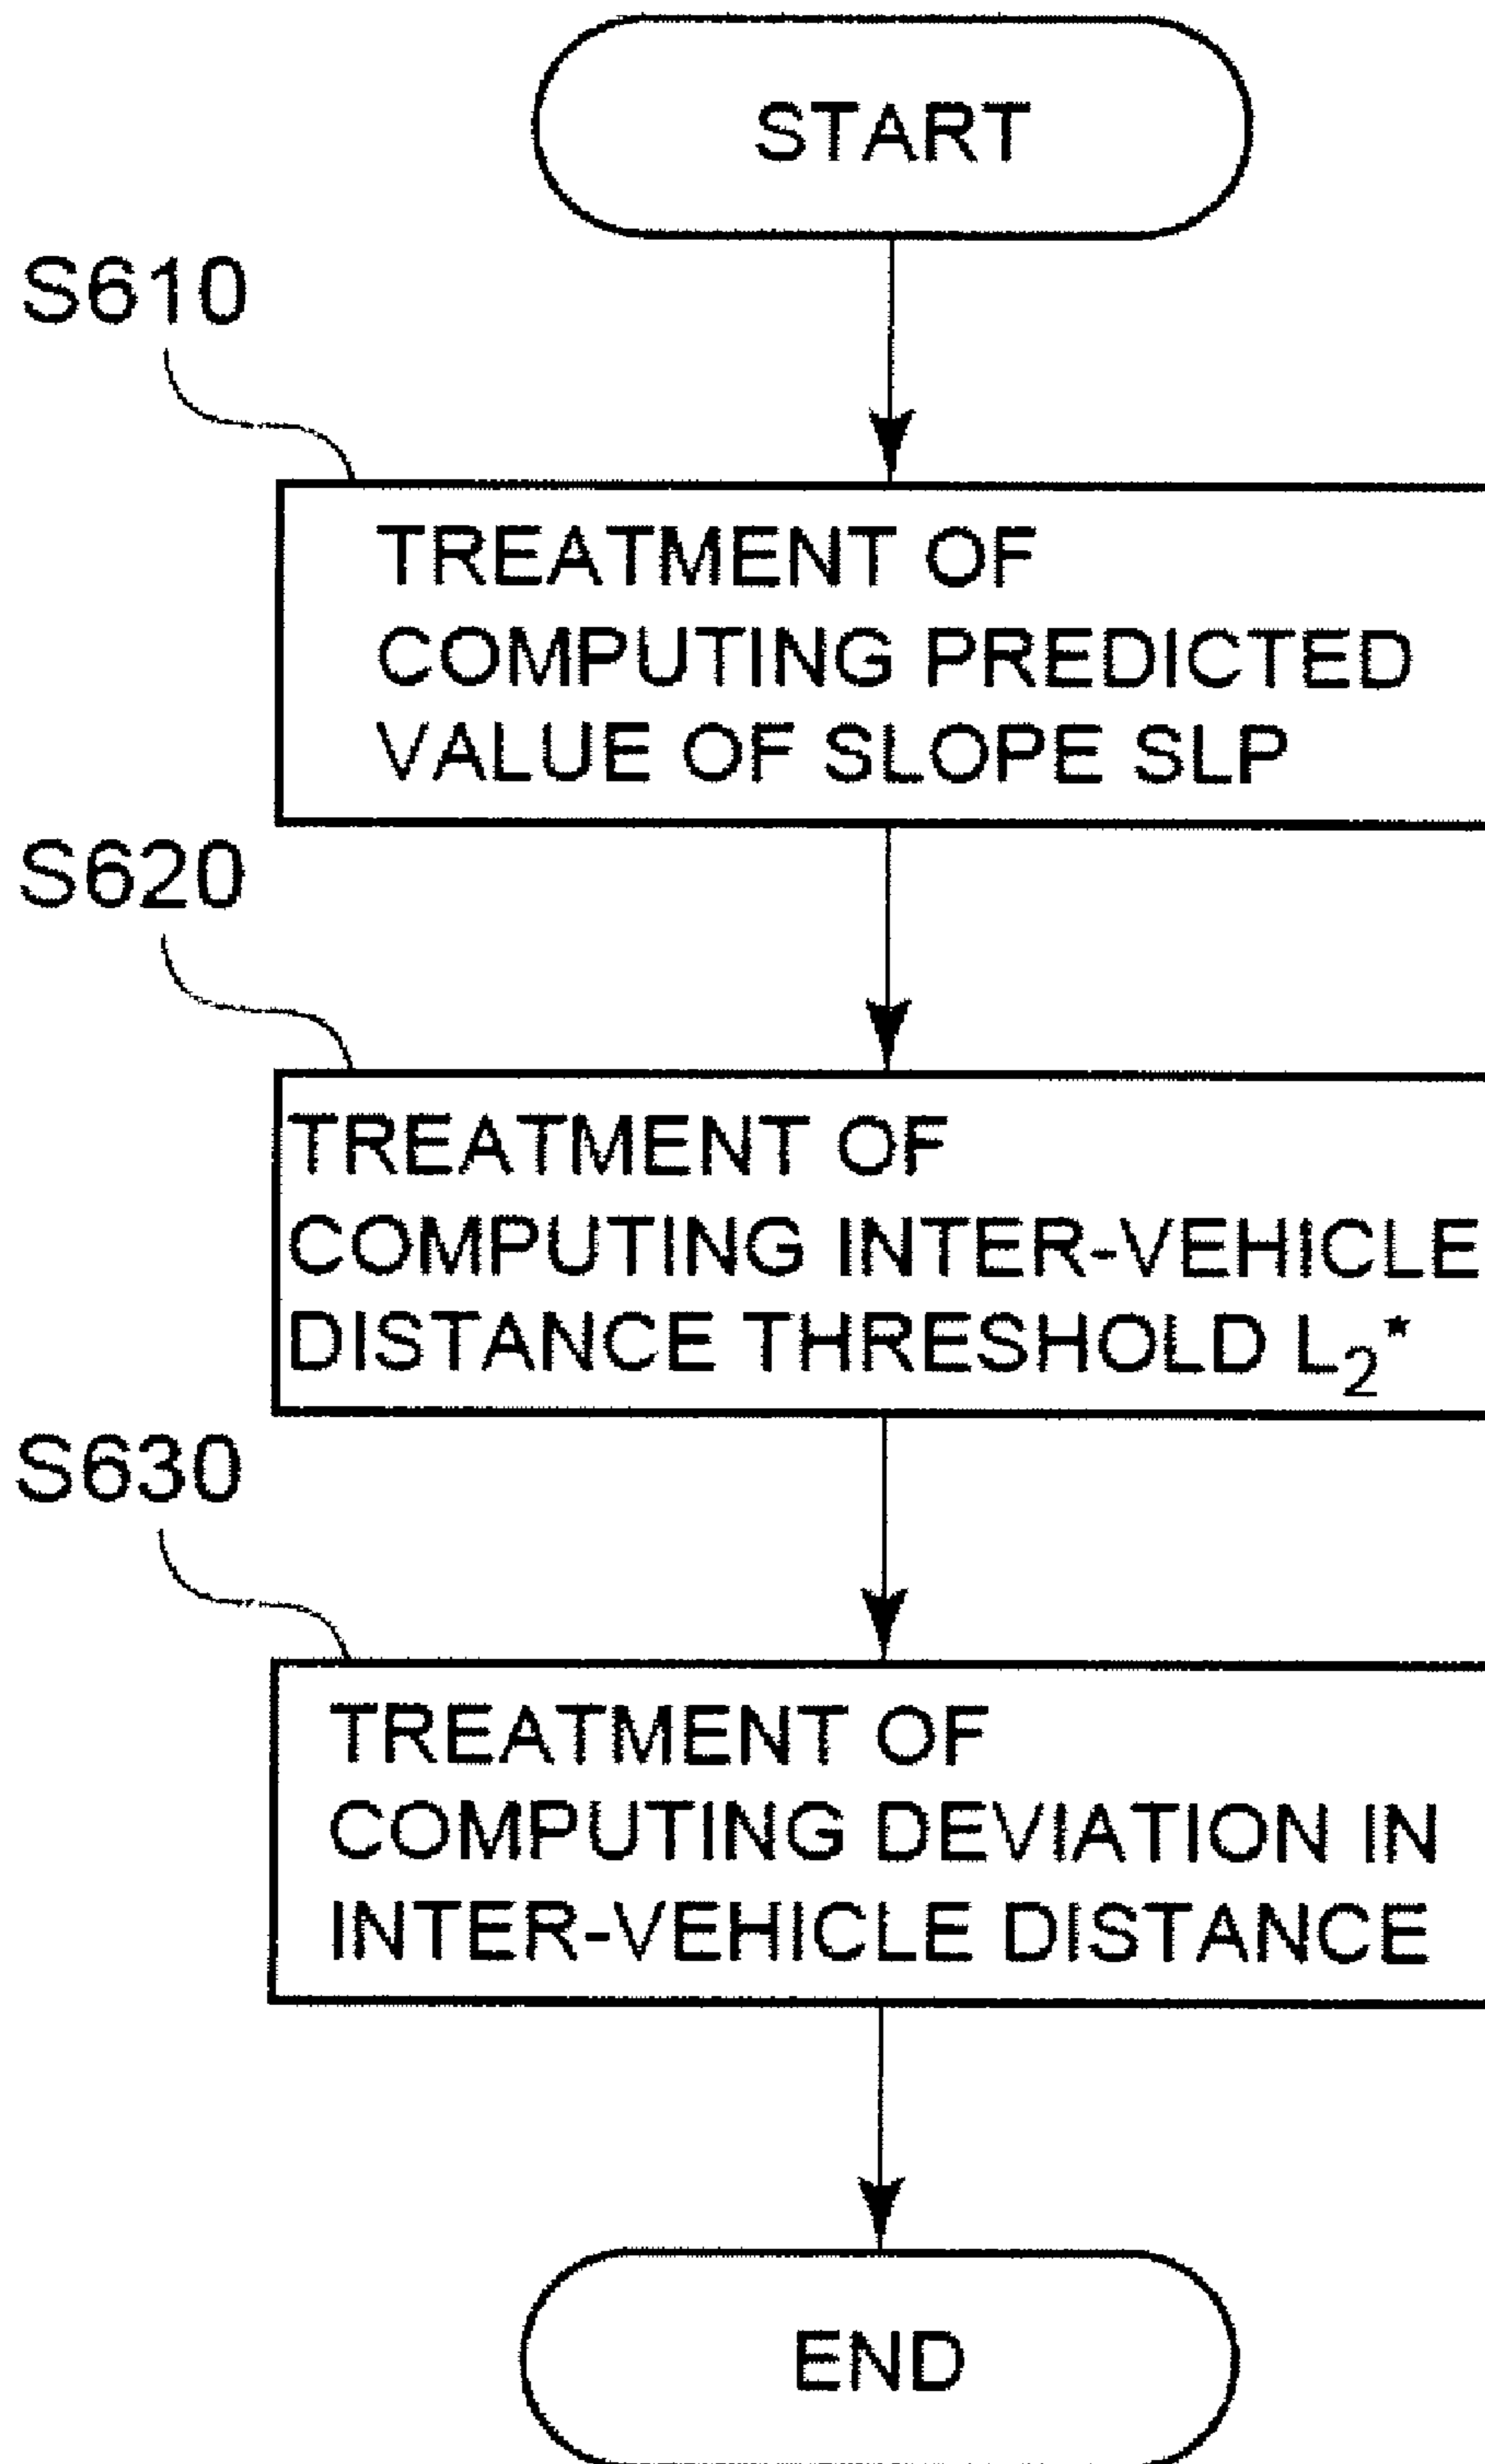 START
S610
TREATMENT OF
COMPUTING PREDICTED
VALUE OF SLOPE SLP
S620
TREATMENT OF
COMPUTING INTER-VEHICLE
DISTANCE THRESHOLD L₂*
S630
TREATMENT OF
COMPUTING DEVIATION IN
INTER-VEHICLE DISTANCE
END